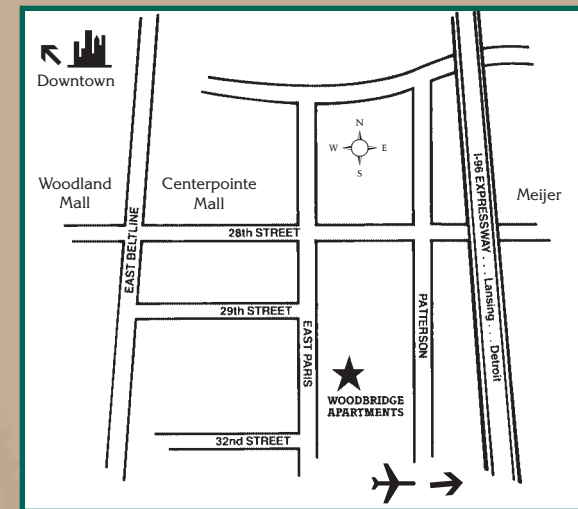 Downtown
N
W E
S
Woodland
Mall
Centerpointe
Mall
Meijer
28th STREET
EAST BELTLINE
I-96 EXPRESSWAY . . . Lansing . . . Detroit
29th STREET
EAST PARIS
PATTERSON
WOODBRIDGE
APARTMENTS
32nd STREET